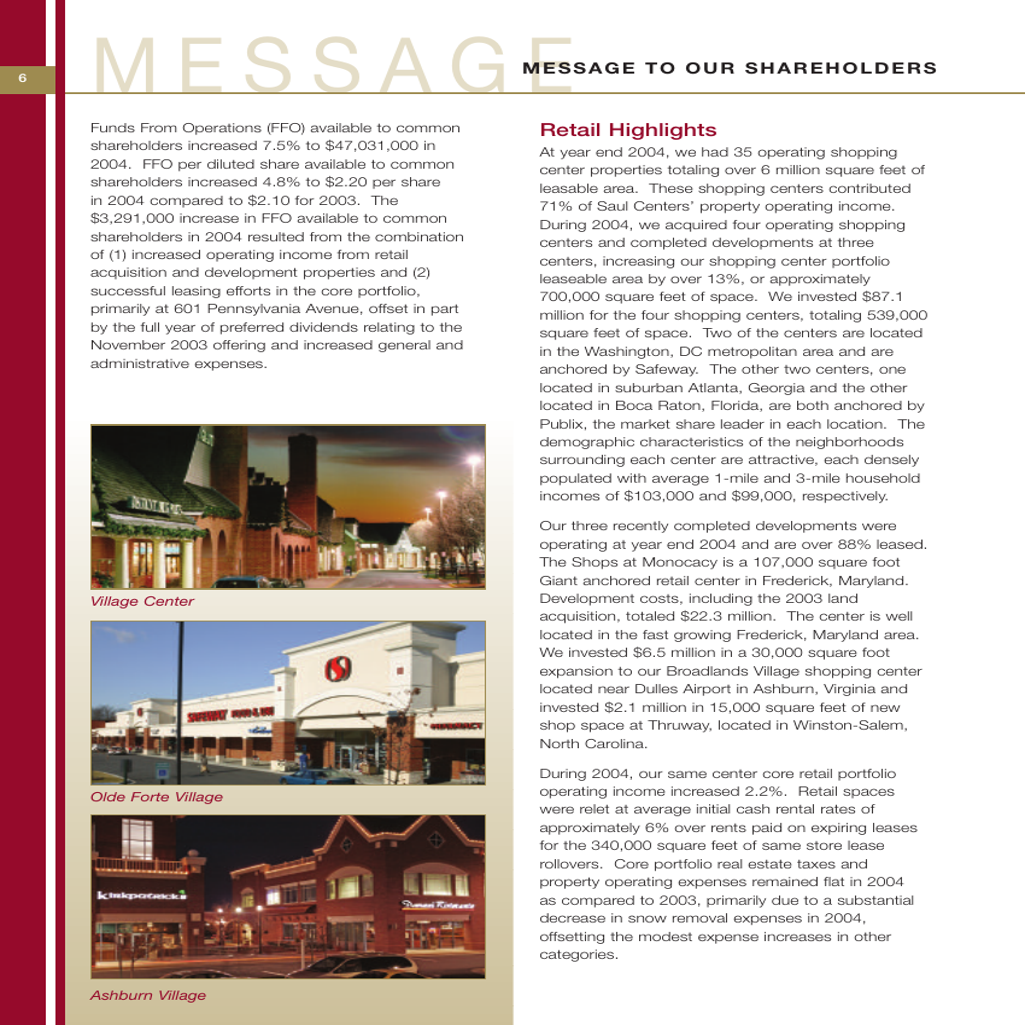 6
MESSAGE
MESSAGE TO OUR SHAREHOLDERS
Funds From Operations (FFO) available to common
shareholders increased 7.5% to $47,031,000 in
2004.  FFO per diluted share available to common
shareholders increased 4.8% to $2.20 per share
in 2004 compared to $2.10 for 2003.  The
$3,291,000 increase in FFO available to common
shareholders in 2004 resulted from the combination
of (1) increased operating income from retail
acquisition and development properties and (2)
successful leasing efforts in the core portfolio,
primarily at 601 Pennsylvania Avenue, offset in part
by the full year of preferred dividends relating to the
November 2003 offering and increased general and
administrative expenses.
Village Center
SAFEWAY FOOD & DRUG
PHARMACY
Olde Forte Village
Kirkpatricks
Ashburn Village
Retail Highlights
At year end 2004, we had 35 operating shopping
center properties totaling over 6 million square feet of
leasable area.  These shopping centers contributed
71% of Saul Centers’ property operating income.
During 2004, we acquired four operating shopping
centers and completed developments at three
centers, increasing our shopping center portfolio
leaseable area by over 13%, or approximately
700,000 square feet of space.  We invested $87.1
million for the four shopping centers, totaling 539,000
square feet of space.  Two of the centers are located
in the Washington, DC metropolitan area and are
anchored by Safeway.  The other two centers, one
located in suburban Atlanta, Georgia and the other
located in Boca Raton, Florida, are both anchored by
Publix, the market share leader in each location.  The
demographic characteristics of the neighborhoods
surrounding each center are attractive, each densely
populated with average 1-mile and 3-mile household
incomes of $103,000 and $99,000, respectively.
Our three recently completed developments were
operating at year end 2004 and are over 88% leased.
The Shops at Monocacy is a 107,000 square foot
Giant anchored retail center in Frederick, Maryland.
Development costs, including the 2003 land
acquisition, totaled $22.3 million.  The center is well
located in the fast growing Frederick, Maryland area.
We invested $6.5 million in a 30,000 square foot
expansion to our Broadlands Village shopping center
located near Dulles Airport in Ashburn, Virginia and
invested $2.1 million in 15,000 square feet of new
shop space at Thruway, located in Winston-Salem,
North Carolina.
During 2004, our same center core retail portfolio
operating income increased 2.2%.  Retail spaces
were relet at average initial cash rental rates of
approximately 6% over rents paid on expiring leases
for the 340,000 square feet of same store lease
rollovers.  Core portfolio real estate taxes and
property operating expenses remained flat in 2004
as compared to 2003, primarily due to a substantial
decrease in snow removal expenses in 2004,
offsetting the modest expense increases in other
categories.